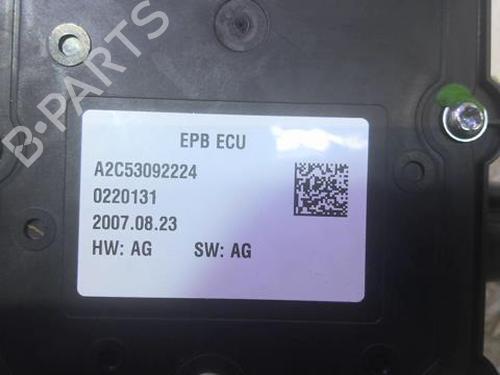 B-PARTS
EPB ECU
A2C53092224
0220131
2007.08.23
HW: AG SW: AG